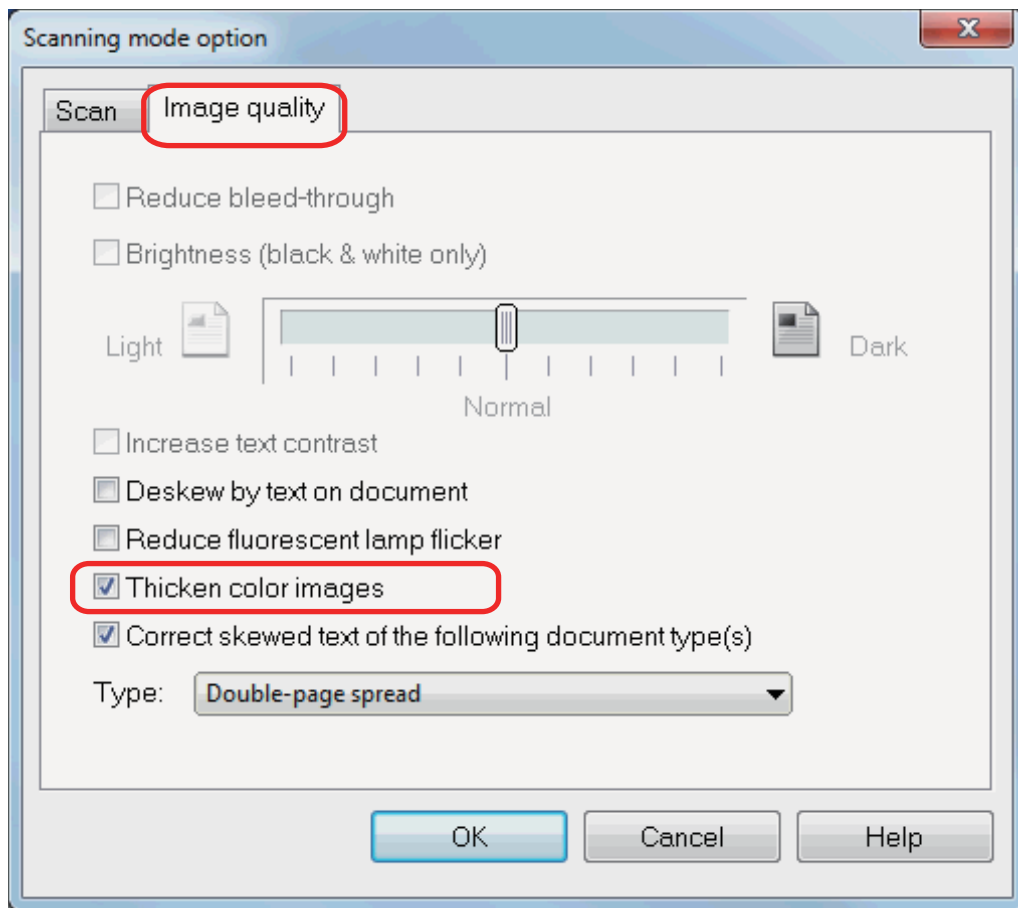 Scanning mode option
Scan Image quality
Reduce bleed-through
Brightness (black & white only)
Light Dark
Normal
Increase text contrast
Deskew by text on document
Reduce fluorescent lamp flicker
Thicken color images
Correct skewed text of the following document type(s)
Type: Double-page spread
OK Cancel Help